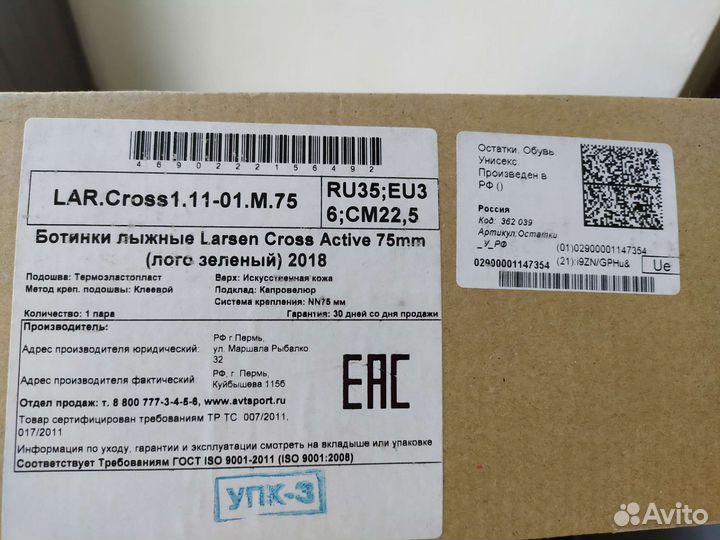 4690222156492
LAR.Cross1.11-01.M.75
RU35;EU3
6;CM22,5
Ботинки лыжные Larsen Cross Active 75mm
(лого зеленый) 2018
Подошва: Термоэластопласт
Верх: Искусственная кожа
Метод креп. подошвы: Клеевой
Подклад: Капровелюр
Система крепления: NN75 мм
Количество: 1 пара
Гарантия: 30 дней со дня продажи
Производитель:
Адрес производителя юридический:
РФ г.Пермь,
ул. Маршала Рыбалко
32
Адрес производителя фактический:
РФ, г. Пермь,
Куйбышева 115б
EAC
Отдел продаж: т. 8 800 777-3-4-5-6, www.avtsport.ru
Товар сертифицирован требованиям ТР ТС 007/2011,
017/2011
Информация по уходу, гарантии и эксплуатации смотреть на вкладыше или упаковке
Соответствует Требованиям ГОСТ ISO 9001-2011 (ISO 9001:2008)
УПК-3
Остатки. Обувь.
Унисекс.
Произведен в
РФ ()
Россия
Код: 362 039
Артикул:Остатки
_У_РФ
(01)02900001147354
02900001147354
(21):i9ZN/GPHu&
Ue
Avito